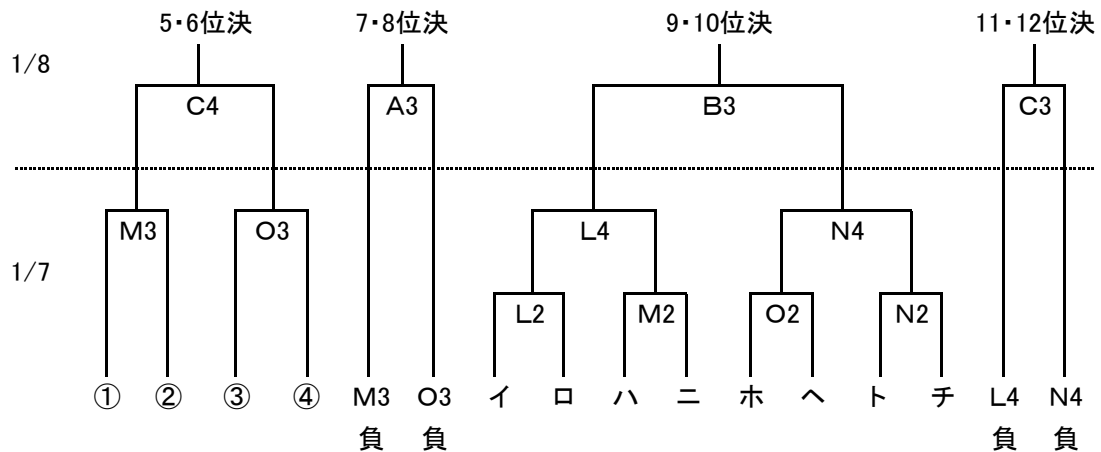 5・6位決 7・8位決 9・10位決 11・12位決
1/8
C4 A3 B3 C3
M3 O3 L4 N4
1/7
L2 M2 O2 N2
① ② ③ ④ M3 O3 イ ロ ハ ニ ホ ヘ ト チ L4 N4
負 負 負 負